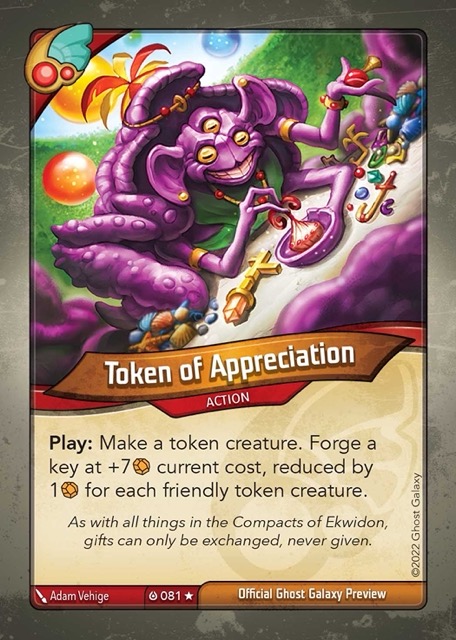 Token of Appreciation
ACTION
Play: Make a token creature. Forge a
key at +7 current cost, reduced by
1 for each friendly token creature.
As with all things in the Compacts of Ekwidon,
gifts can only be exchanged, never given.
©2022 Ghost Galaxy
Adam Vehige
081★
Official Ghost Galaxy Preview